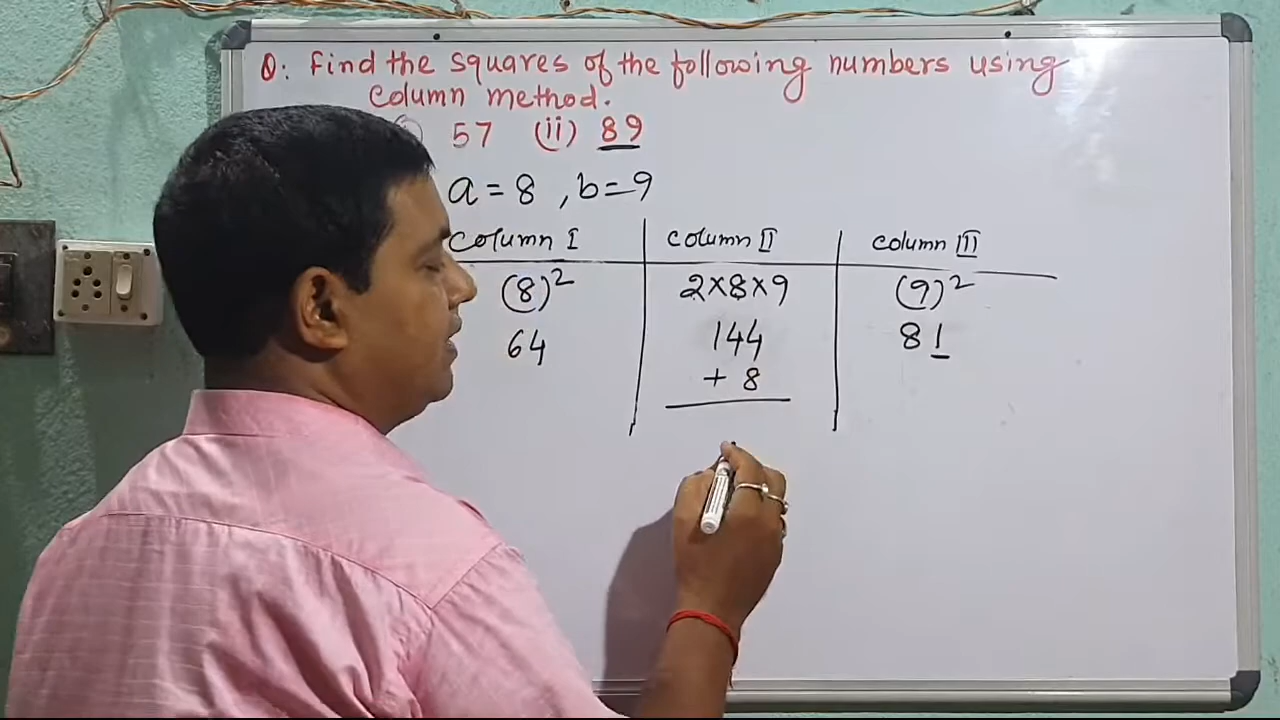 Q: Find the squares of the following numbers using
column method.
57 (ii) 89
a = 8 , b = 9
column I column II column III
(8)² 2×8×9 (9)²
64 144 81
+ 8